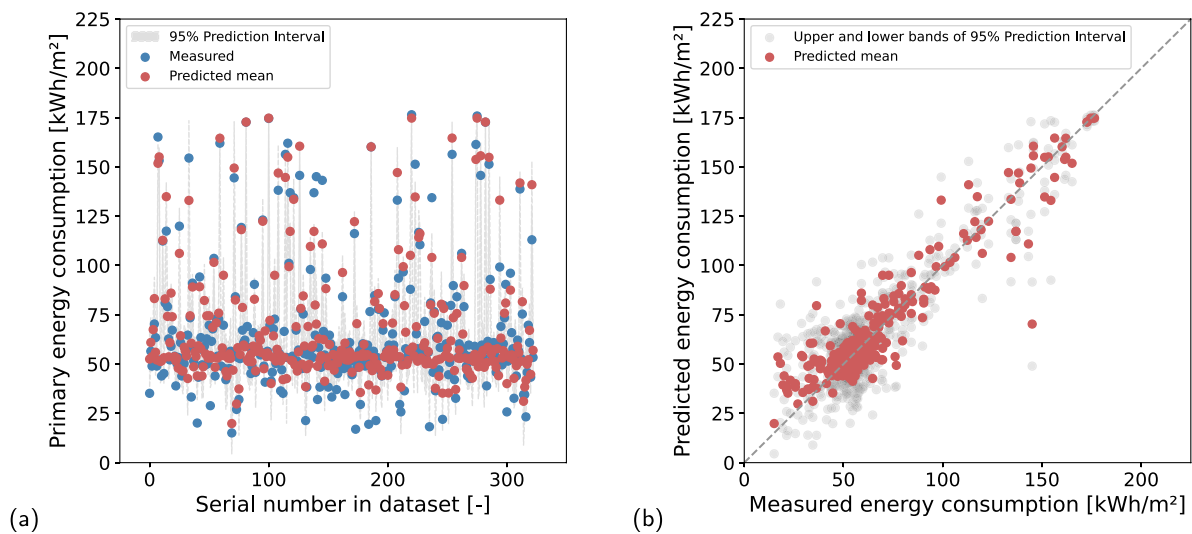 225
200
175
150
125
100
75
50
25
0
Primary energy consumption [kWh/m²]
95% Prediction Interval
Measured
Predicted mean
0
100
200
300
Serial number in dataset [-]
(a)
225
200
175
150
125
100
75
50
25
0
Predicted energy consumption [kWh/m²]
Upper and lower bands of 95% Prediction Interval
Predicted mean
0
50
100
150
200
Measured energy consumption [kWh/m²]
(b)